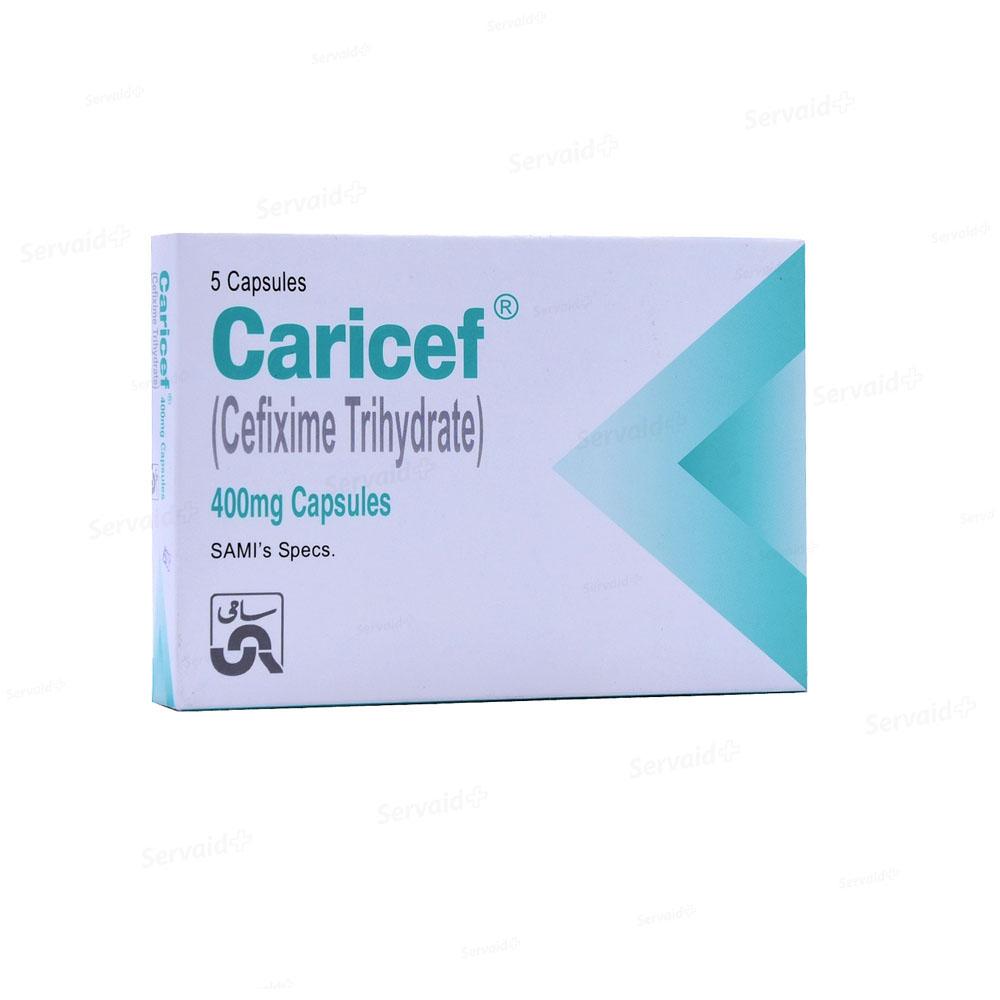 5 Capsules
Caricef®
(Cefixime Trihydrate)
400mg Capsules
SAMI's Specs.
سامی
Caricef®
(Cefixime Trihydrate)
400mg Capsules
Servaid